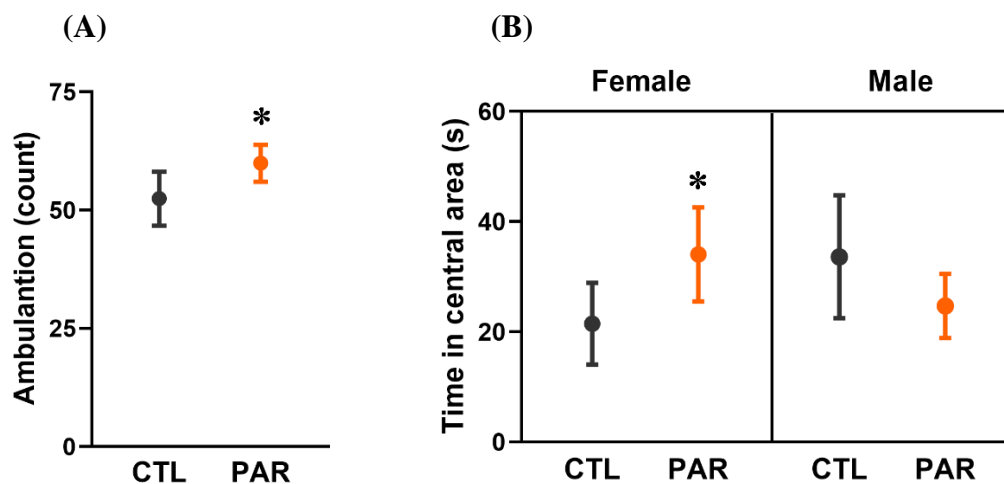 (A)
Ambulantion (count)
75
50
25
0
*
CTL PAR
(B)
Female Male
Time in central area (s)
60
40
20
0
*
CTL PAR CTL PAR